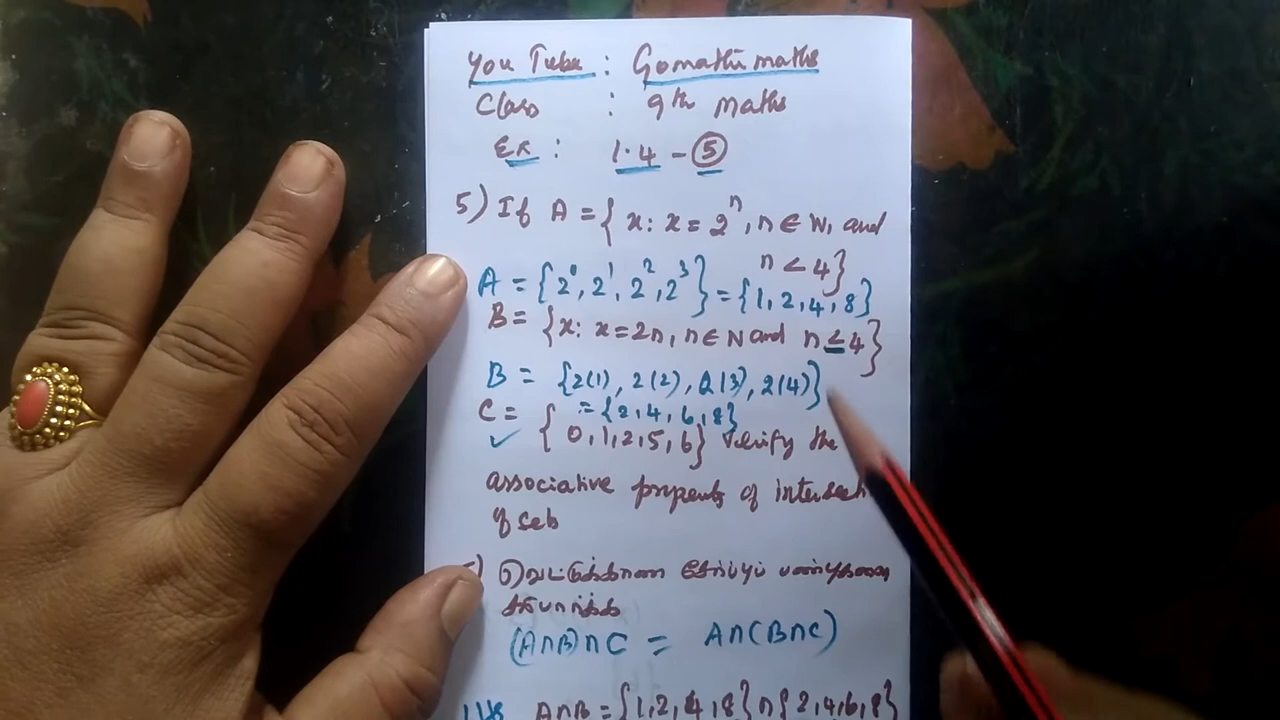 You Tube : Gomathi maths
Class : 9th Maths
Ex : 1.4 - ⑤
5) If A = { x: x = 2ⁿ, n ∈ W, and
n < 4}
A = {2⁰, 2¹, 2², 2³} = {1, 2, 4, 8}
B = {x: x = 2n, n ∈ N and n ≤ 4}
B = {2(1), 2(2), 2(3), 2(4)}
= {2, 4, 6, 8}
C = { 0, 1, 2, 5, 6} Verify the
associative property of
of sets
(A∩B)∩C = A∩(B∩C)
LHS A∩B = {1, 2, 4, 8} ∩ {2, 4, 6, 8}